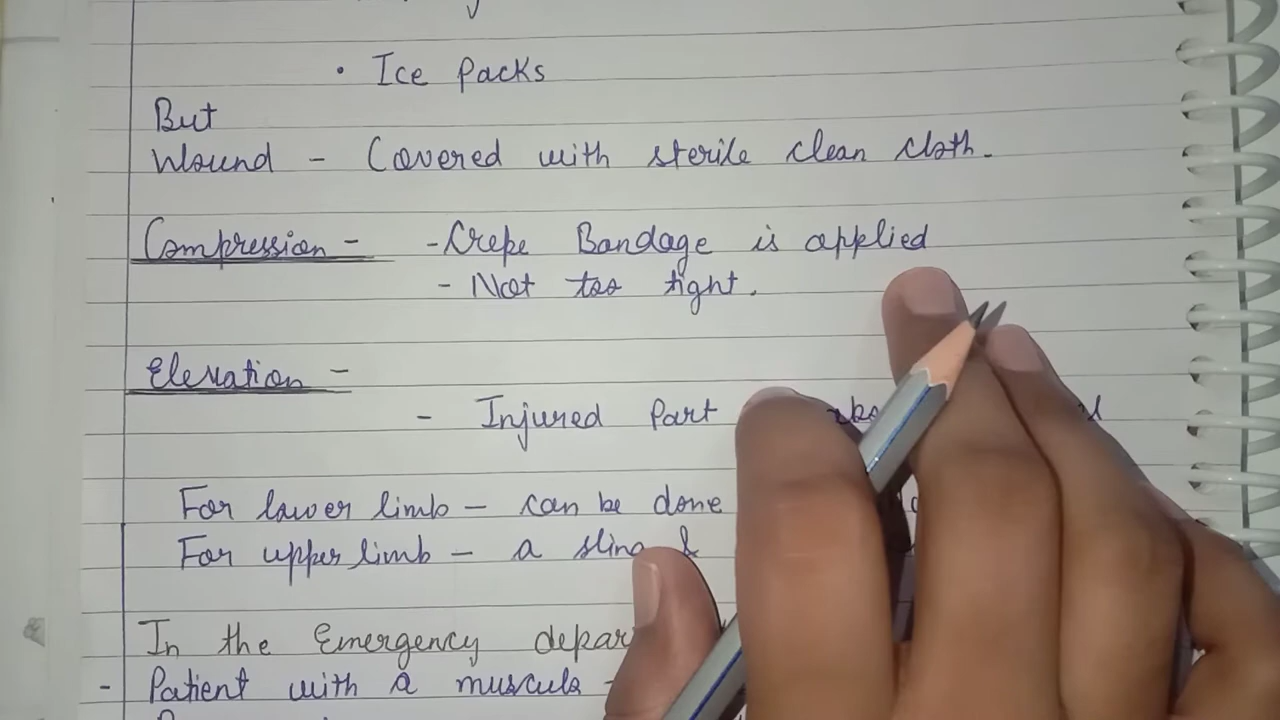 • Ice Packs
But
Wound - Covered with sterile clean cloth.
Compression - - Crepe Bandage is applied
- Not too tight.
Elevation -
- Injured Part
For lower limb - can be done
For upper limb - a sling &
In the Emergency
- Patient with a musculo -